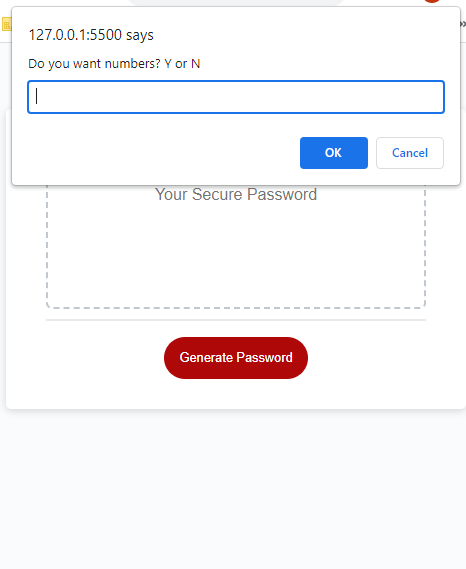 127.0.0.1:5500 says
Do you want numbers? Y or N
OK Cancel
Your Secure Password
Generate Password